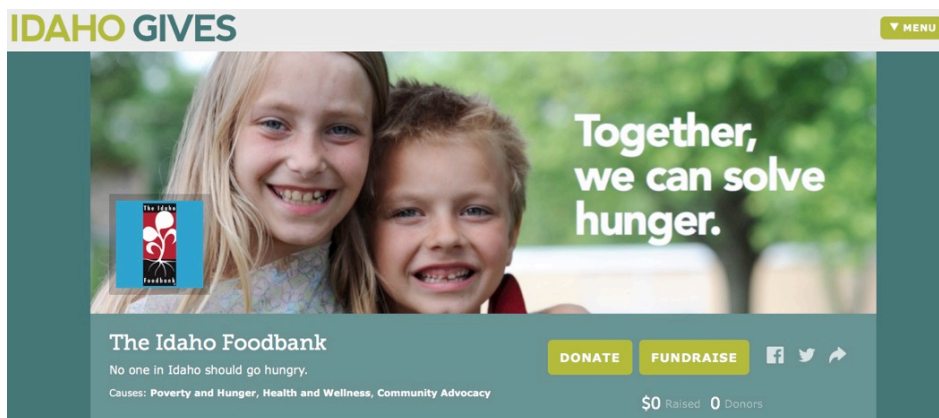 IDAHO GIVES
▼ MENU
Together,
we can solve
hunger.
The Idaho
Foodbank
The Idaho Foodbank
No one in Idaho should go hungry.
Causes: Poverty and Hunger, Health and Wellness, Community Advocacy
DONATE
FUNDRAISE
$0 Raised 0 Donors